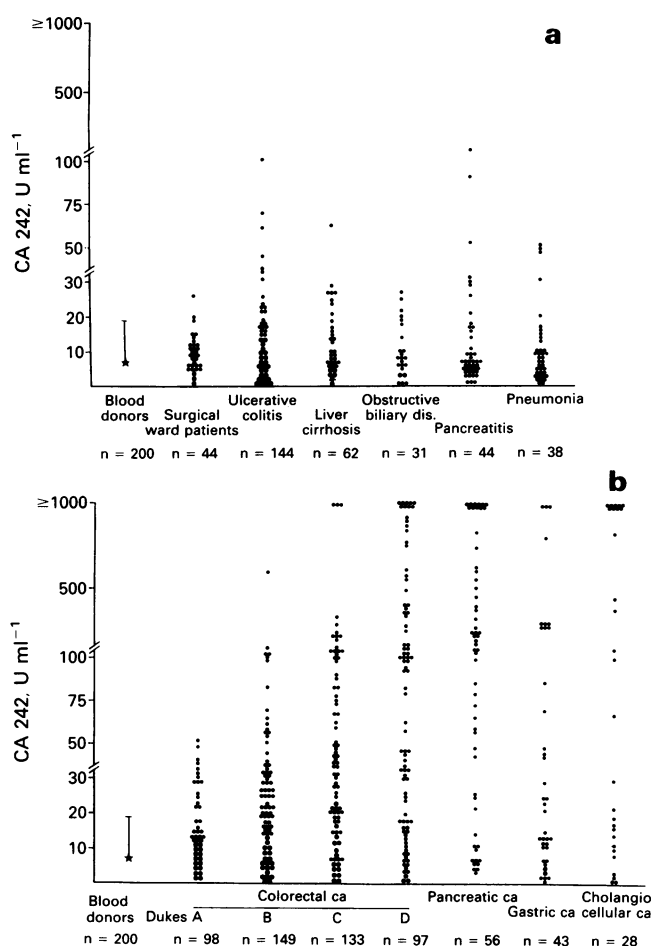 ≥1000
a
500
100
75
50
30
20
10
CA 242, U ml−1
Blood donors
Surgical ward patients
Ulcerative colitis
Liver cirrhosis
Obstructive biliary dis.
Pancreatitis
Pneumonia
n = 200 n = 44 n = 144 n = 62 n = 31 n = 44 n = 38
b
≥1000
500
100
75
50
30
20
10
CA 242, U ml−1
Blood donors
Colorectal ca
Dukes A B C D
Pancreatic ca
Gastric ca
Cholangio cellular ca
n = 200 n = 98 n = 149 n = 133 n = 97 n = 56 n = 43 n = 28